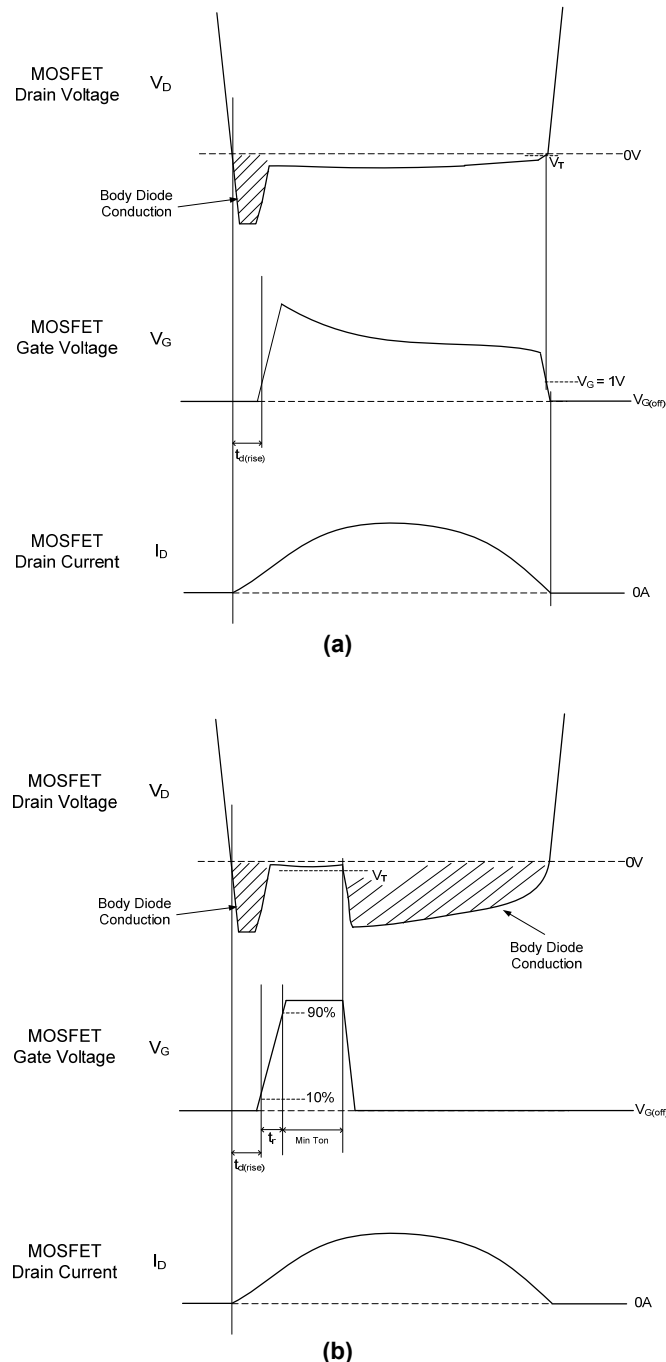 MOSFET
Drain Voltage
VD
0V
VT
Body Diode
Conduction
MOSFET
Gate Voltage
VG
VG = 1V
VG(off)
td(rise)
MOSFET
Drain Current
ID
0A
(a)
MOSFET
Drain Voltage
VD
0V
VT
Body Diode
Conduction
Body Diode
Conduction
MOSFET
Gate Voltage
VG
90%
10%
VG(off)
tr
Min Ton
td(rise)
MOSFET
Drain Current
ID
0A
(b)